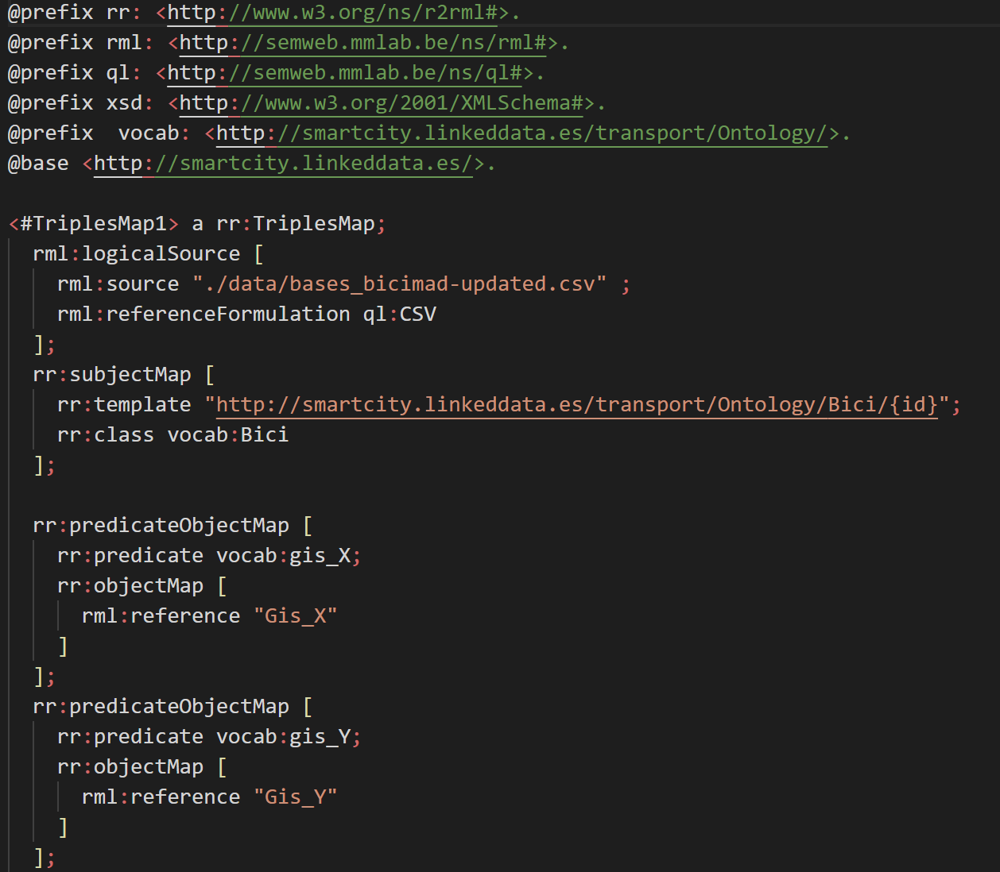 @prefix rr: <http://www.w3.org/ns/r2rml#>.
@prefix rml: <http://semweb.mmlab.be/ns/rml#>.
@prefix ql: <http://semweb.mmlab.be/ns/ql#>.
@prefix xsd: <http://www.w3.org/2001/XMLSchema#>.
@prefix  vocab: <http://smartcity.linkeddata.es/transport/Ontology/>.
@base <http://smartcity.linkeddata.es/>.

<#TriplesMap1> a rr:TriplesMap;
  rml:logicalSource [
    rml:source "./data/bases_bicimad-updated.csv" ;
    rml:referenceFormulation ql:CSV
  ];
  rr:subjectMap [
    rr:template "http://smartcity.linkeddata.es/transport/Ontology/Bici/{id}";
    rr:class vocab:Bici
  ];

  rr:predicateObjectMap [
    rr:predicate vocab:gis_X;
    rr:objectMap [
      rml:reference "Gis_X"
    ]
  ];
  rr:predicateObjectMap [
    rr:predicate vocab:gis_Y;
    rr:objectMap [
      rml:reference "Gis_Y"
    ]
  ];